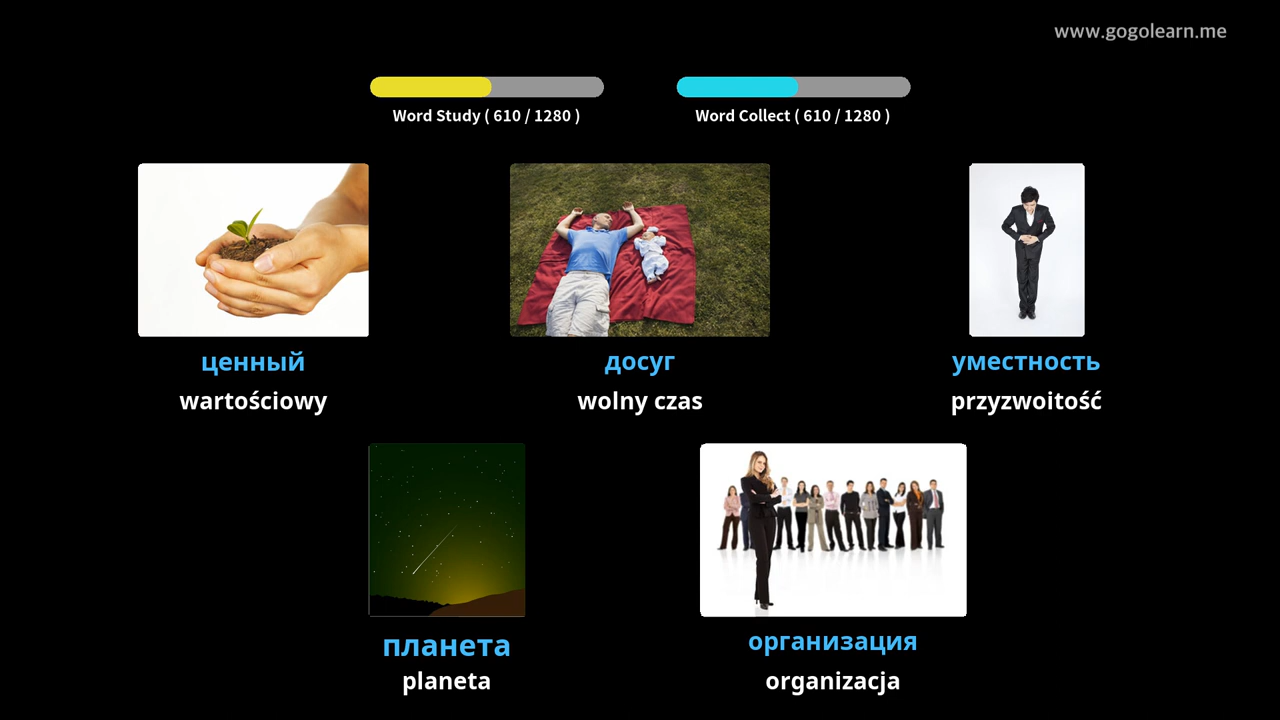 www.gogolearn.me
Word Study ( 610 / 1280 )
Word Collect ( 610 / 1280 )
ценный
досуг
уместность
wartościowy
wolny czas
przyzwoitość
планета
организация
planeta
organizacja